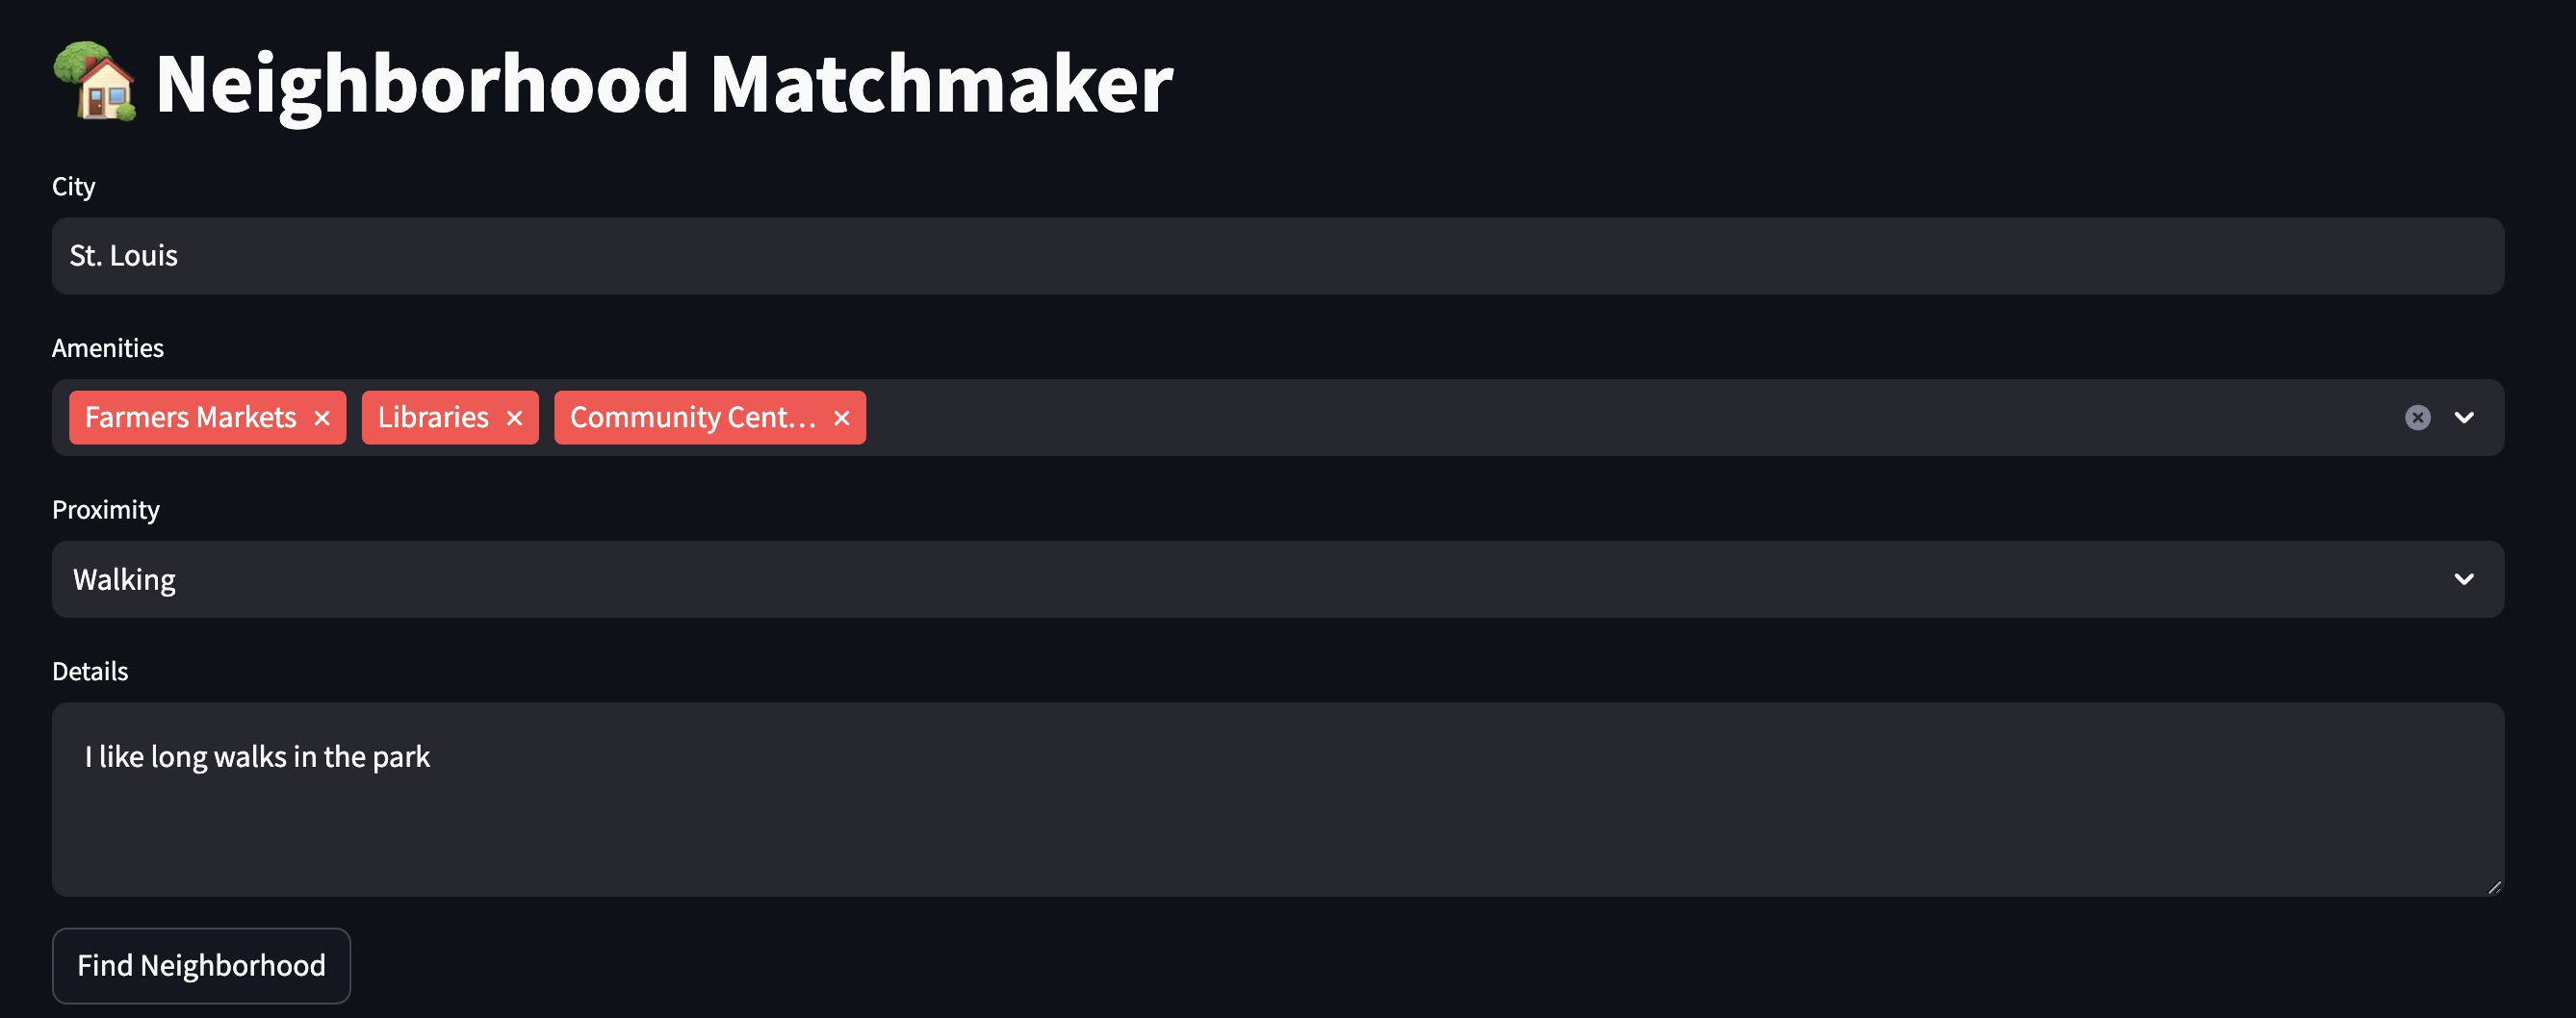 Neighborhood Matchmaker
City
St. Louis
Amenities
Farmers Markets Libraries Community Cent...
Proximity
Walking
Details
I like long walks in the park
Find Neighborhood